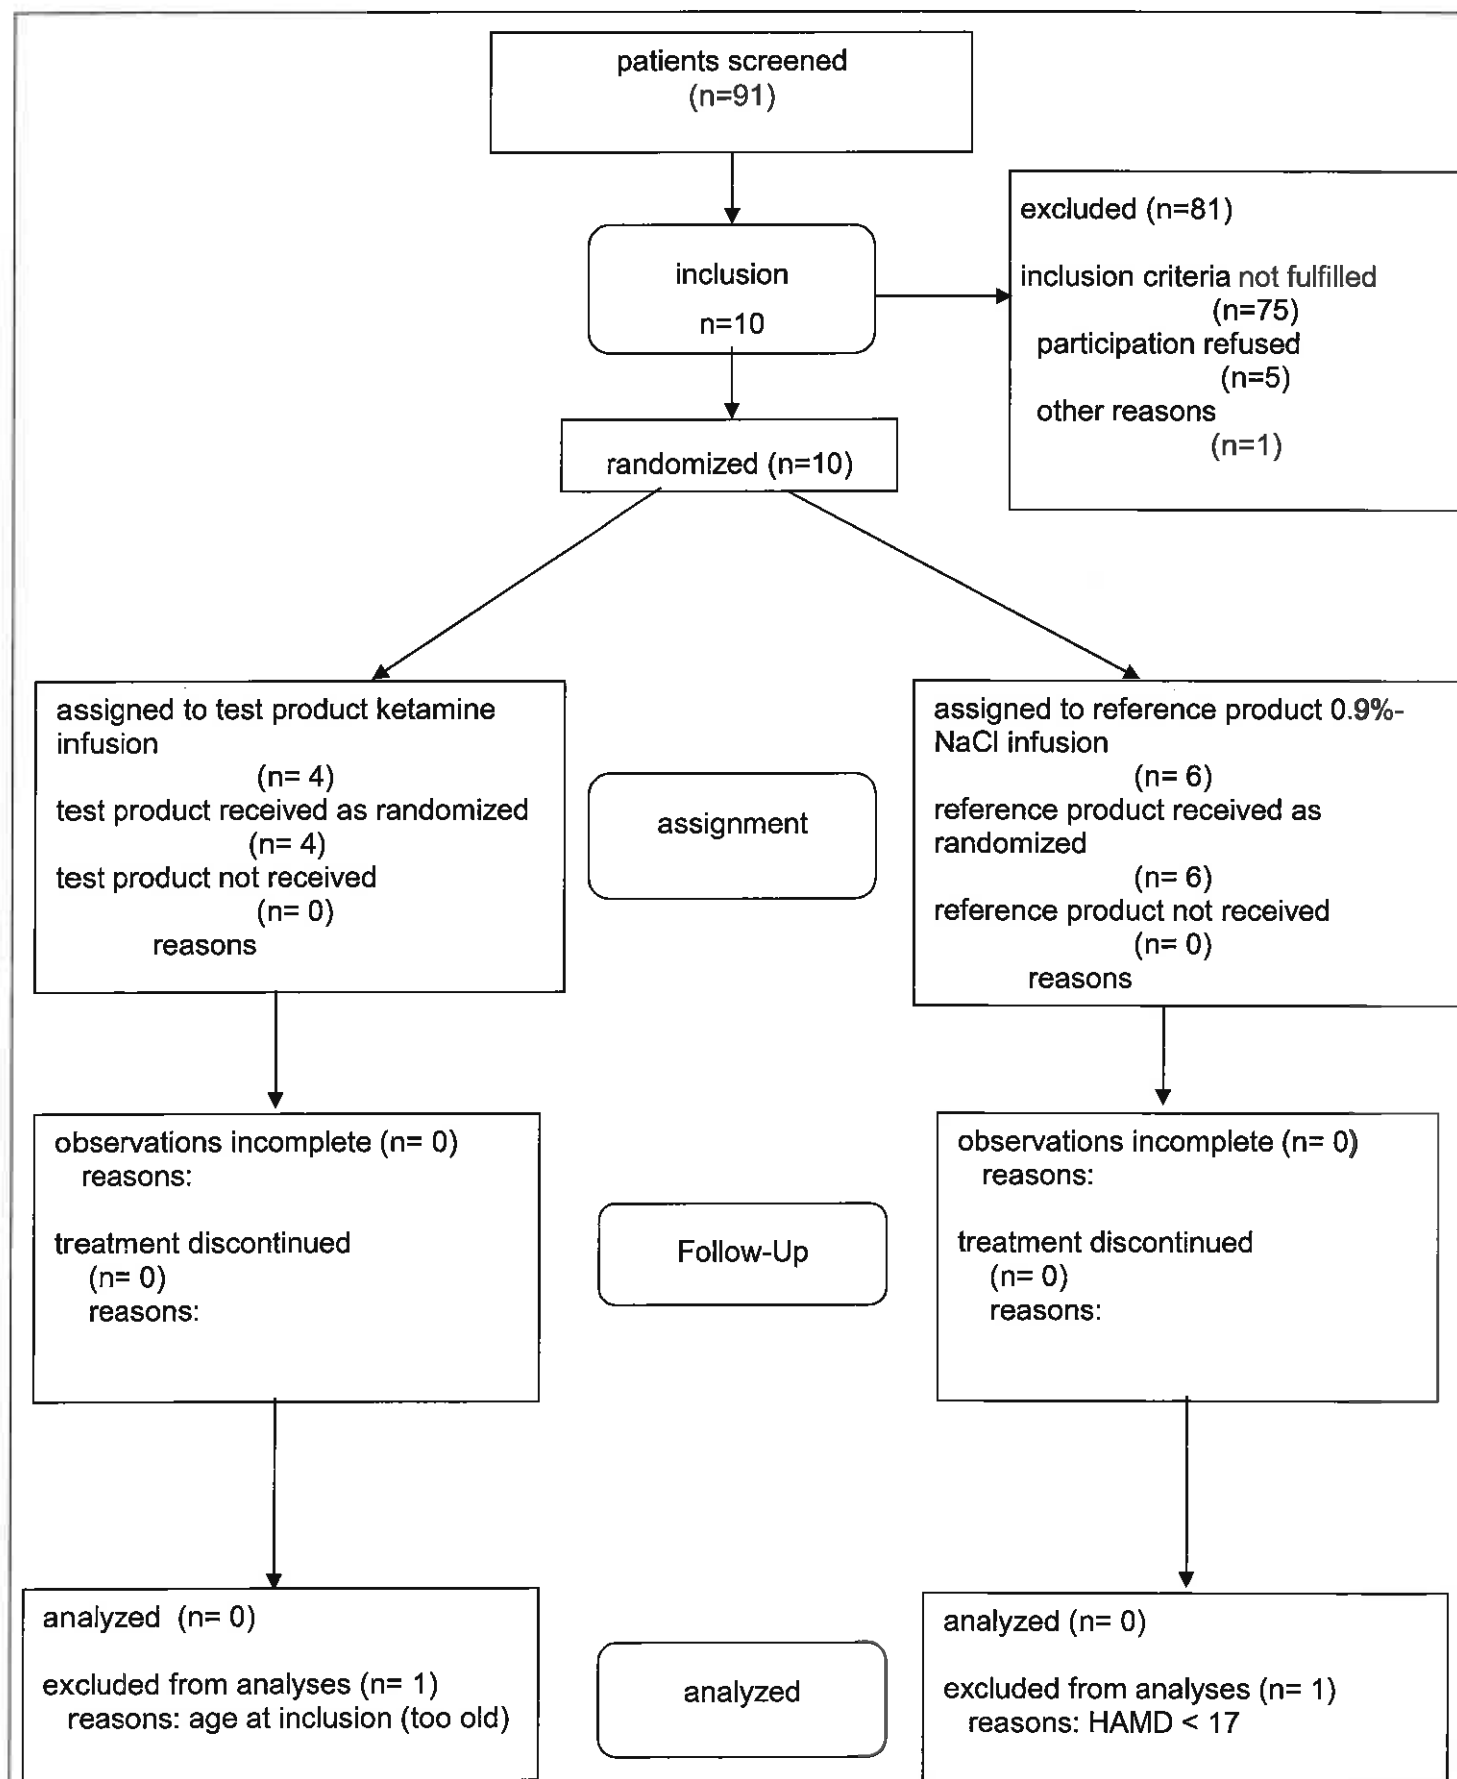 patients screened
(n=91)
inclusion
n=10
excluded (n=81)
inclusion criteria not fulfilled
(n=75)
participation refused
(n=5)
other reasons
(n=1)
randomized (n=10)
assigned to test product ketamine
infusion
(n= 4)
test product received as randomized
(n= 4)
test product not received
(n= 0)
reasons
assignment
assigned to reference product 0.9%-
NaCl infusion
(n= 6)
reference product received as
randomized
(n= 6)
reference product not received
(n= 0)
reasons
observations incomplete (n= 0)
reasons:
treatment discontinued
(n= 0)
reasons:
Follow-Up
observations incomplete (n= 0)
reasons:
treatment discontinued
(n= 0)
reasons:
analyzed (n= 0)
excluded from analyses (n= 1)
reasons: age at inclusion (too old)
analyzed
analyzed (n= 0)
excluded from analyses (n= 1)
reasons: HAMD < 17